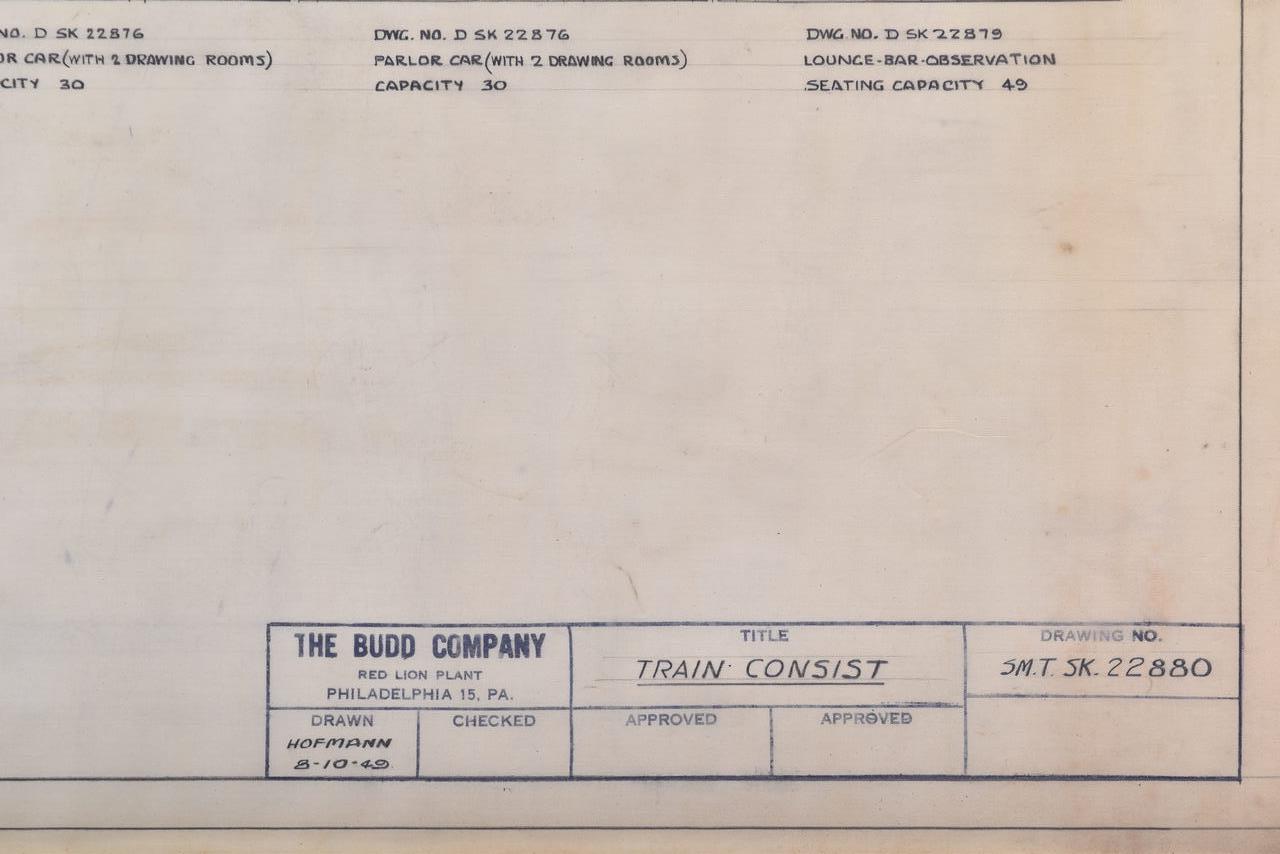 NO. D SK 22876
OR CAR (WITH 2 DRAWING ROOMS)
CITY 30
DWG. NO. D SK 22876
PARLOR CAR (WITH 2 DRAWING ROOMS)
CAPACITY 30
DWG. NO. D SK 22879
LOUNGE-BAR-OBSERVATION
SEATING CAPACITY 49
THE BUDD COMPANY
RED LION PLANT
PHILADELPHIA 15, PA.
DRAWN
HOFMANN
8-10-49
CHECKED
TITLE
TRAIN CONSIST
APPROVED
APPROVED
DRAWING NO.
SM.T. SK. 22880